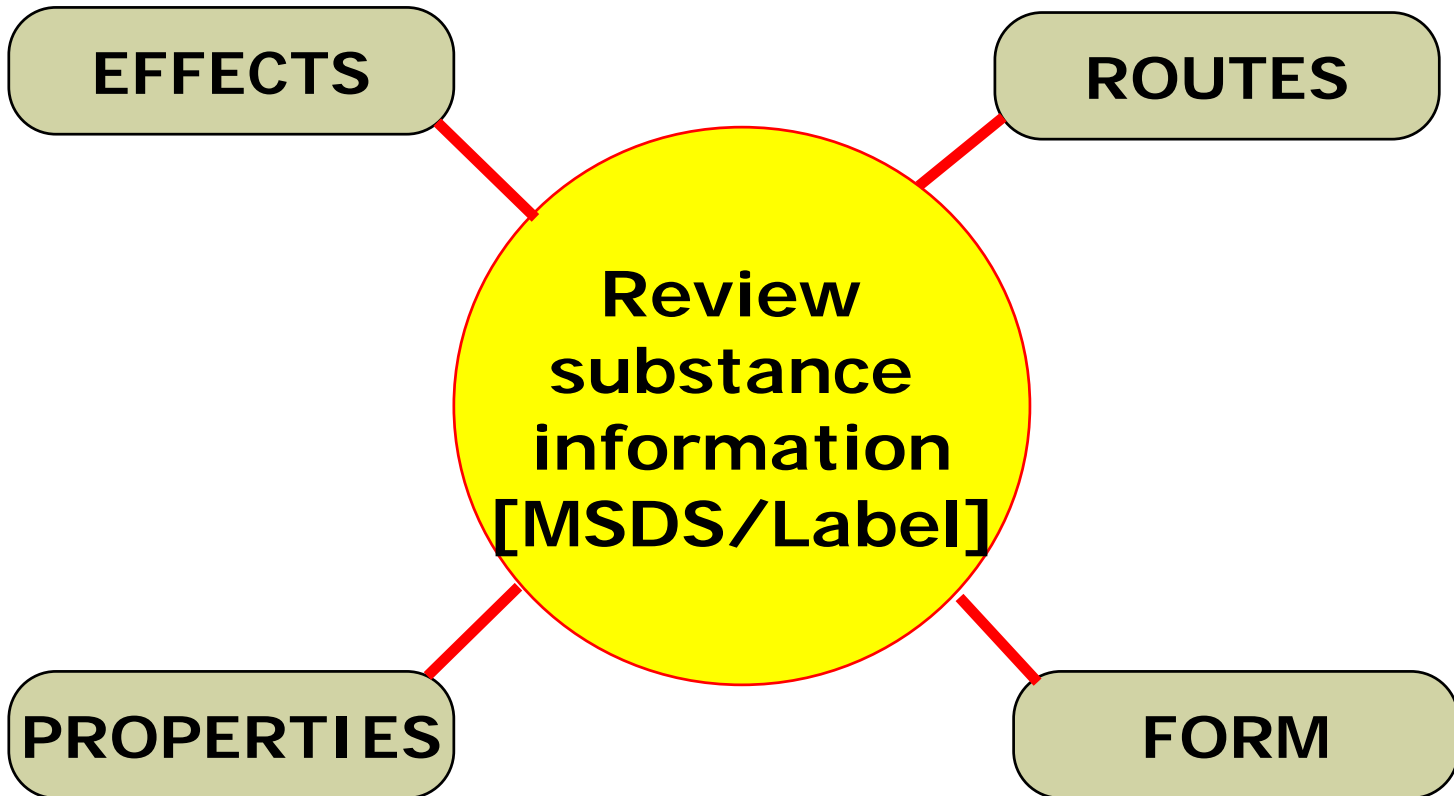 EFFECTS
ROUTES
Review
substance
information
[MSDS/Label]
PROPERTIES
FORM